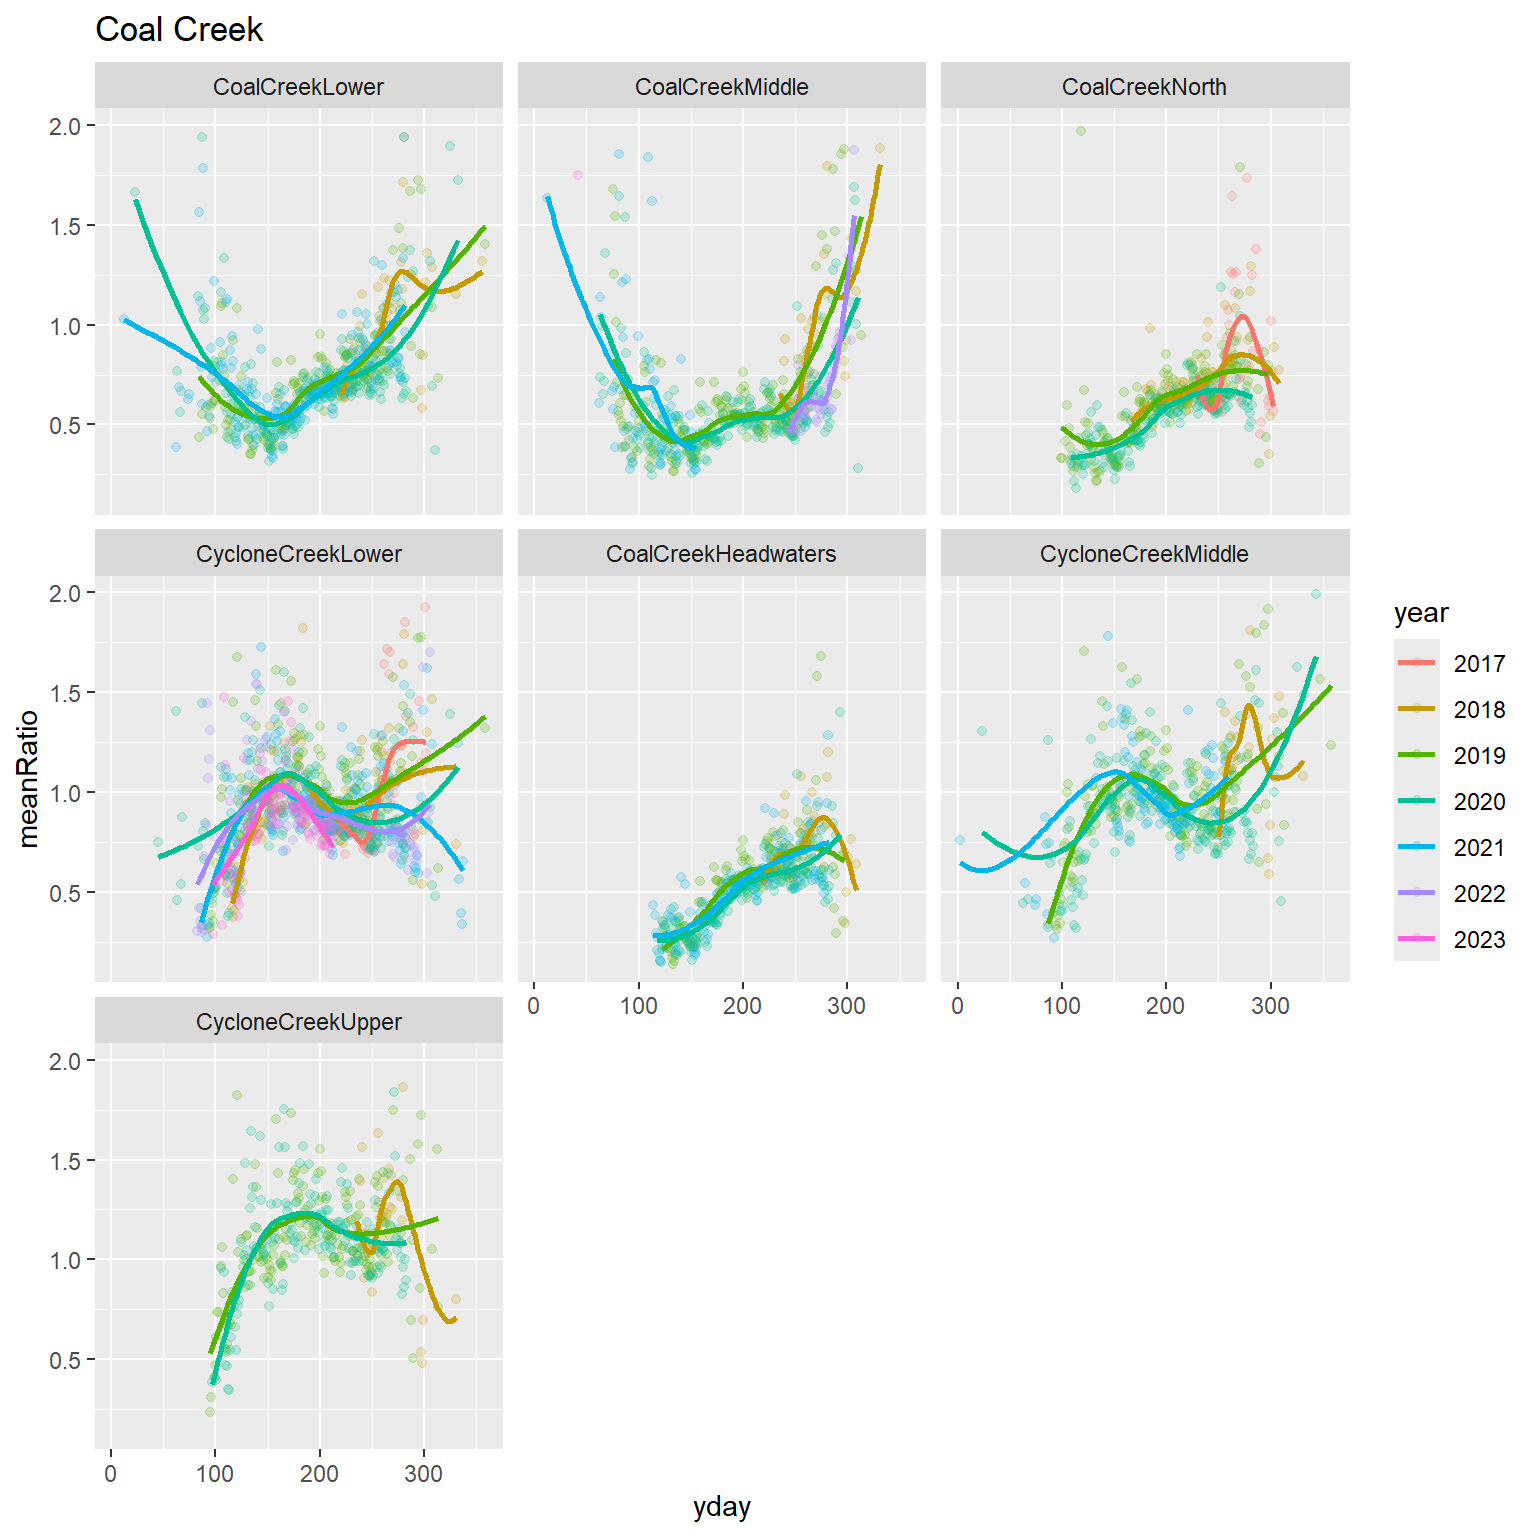 Coal Creek
CoalCreekLower
CoalCreekMiddle
CoalCreekNorth
2.0
1.5
1.0
0.5
CycloneCreekLower
CoalCreekHeadwaters
CycloneCreekMiddle
2.0
1.5
1.0
0.5
0 100 200 300
0 100 200 300
CycloneCreekUpper
2.0
1.5
1.0
0.5
0 100 200 300
yday
meanRatio
year
2017
2018
2019
2020
2021
2022
2023